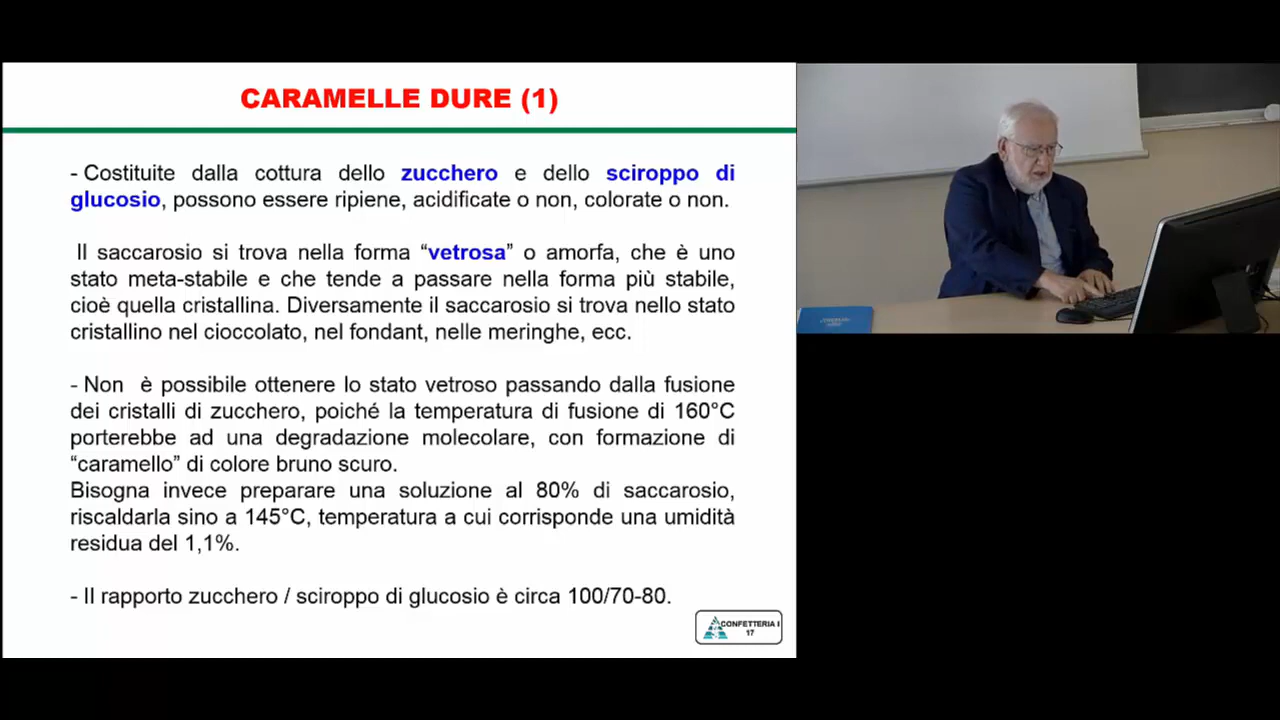 CARAMELLE DURE (1)
- Costituite dalla cottura dello zucchero e dello sciroppo di
glucosio, possono essere ripiene, acidificate o non, colorate o non.
Il saccarosio si trova nella forma “vetrosa” o amorfa, che è uno
stato meta-stabile e che tende a passare nella forma più stabile,
cioè quella cristallina. Diversamente il saccarosio si trova nello stato
cristallino nel cioccolato, nel fondant, nelle meringhe, ecc.
- Non è possibile ottenere lo stato vetroso passando dalla fusione
dei cristalli di zucchero, poiché la temperatura di fusione di 160°C
porterebbe ad una degradazione molecolare, con formazione di
“caramello” di colore bruno scuro.
Bisogna invece preparare una soluzione al 80% di saccarosio,
riscaldarla sino a 145°C, temperatura a cui corrisponde una umidità
residua del 1,1%.
- Il rapporto zucchero / sciroppo di glucosio è circa 100/70-80.
CONFETTERIA I
17